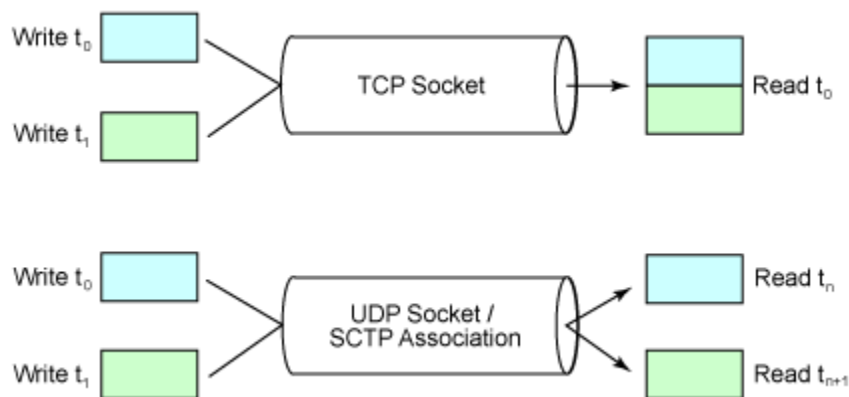 Write t₀
TCP Socket
Read t₀
Write t₁
Write t₀
Read tₙ
UDP Socket /
SCTP Association
Write t₁
Read tₙ₊₁